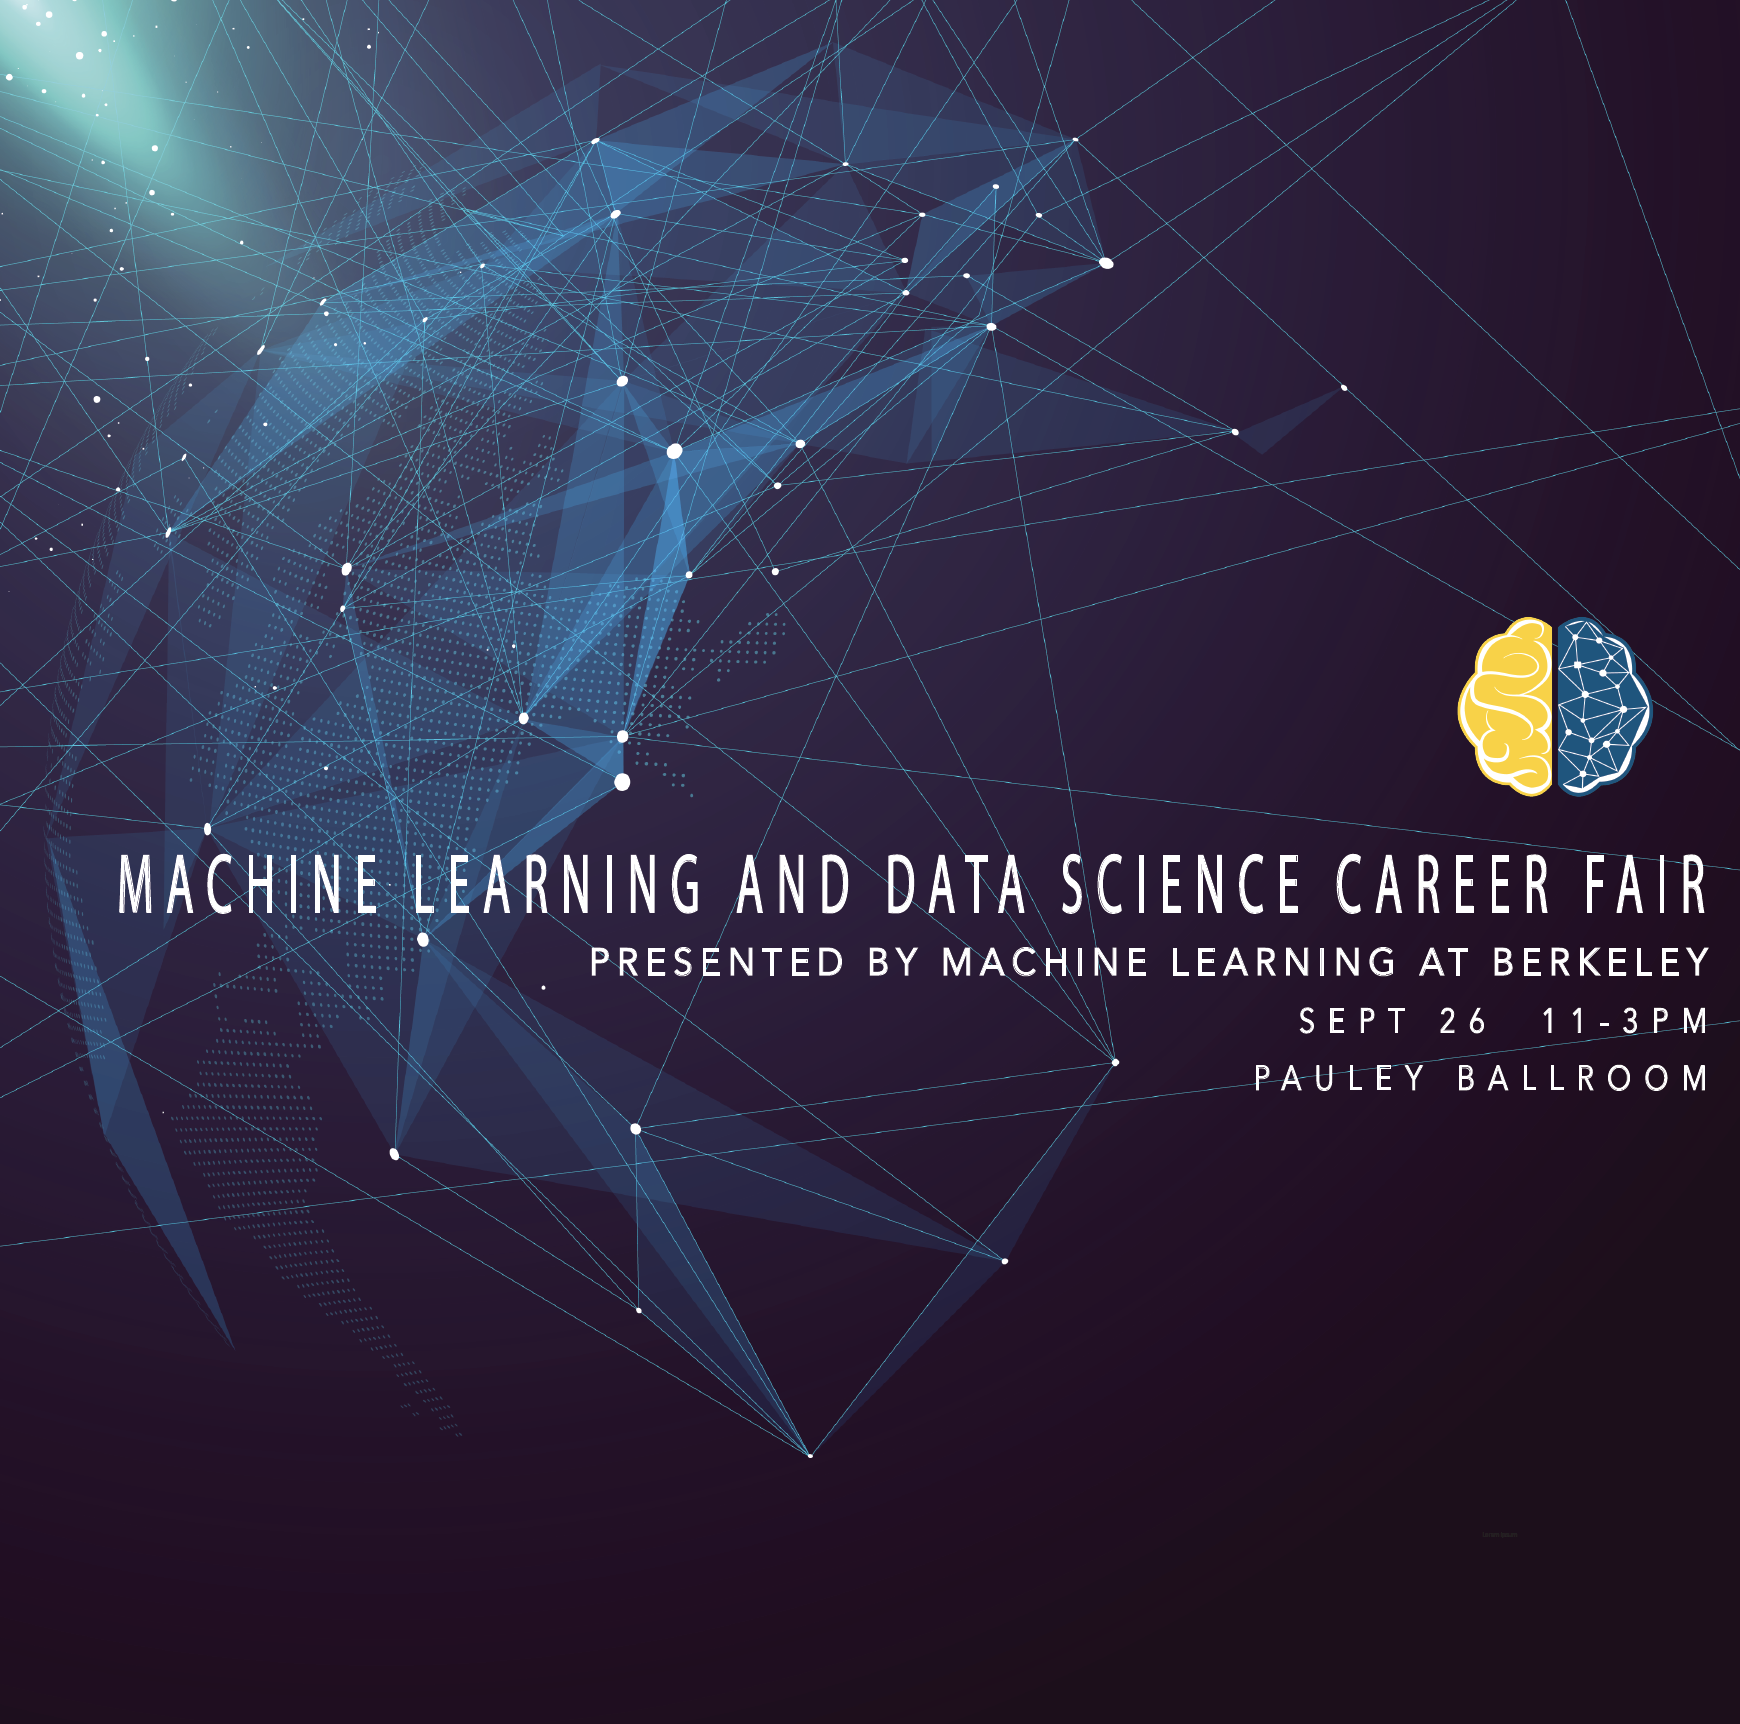 MACHINE LEARNING AND DATA SCIENCE CAREER FAIR
PRESENTED BY MACHINE LEARNING AT BERKELEY
SEPT 26 11-3PM
PAULEY BALLROOM